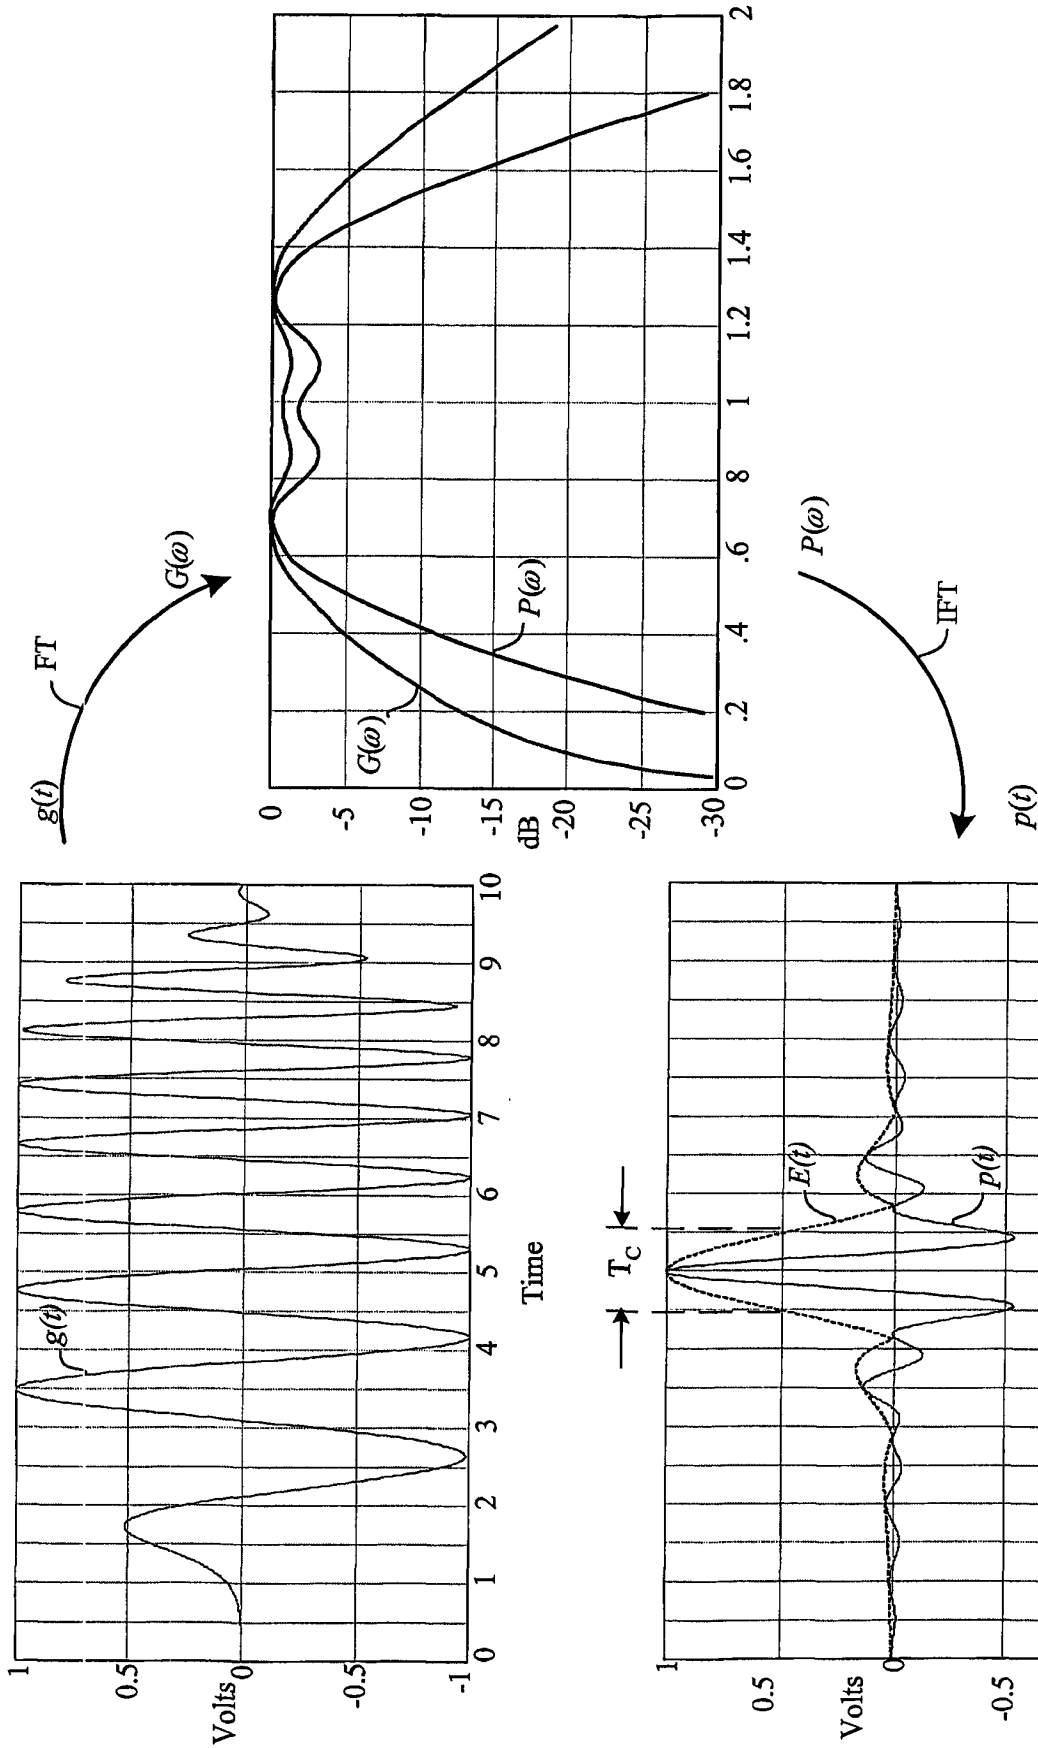 1
0.5
Volts
0
-0.5
-1
0
1
2
3
4
5
6
7
8
9
10
Time
g(t)
g(t)
FT
G(ω)
0
-5
-10
-15
dB
-20
-25
-30
0
.2
.4
.6
.8
1
1.2
1.4
1.6
1.8
2
G(ω)
P(ω)
P(ω)
IFT
p(t)
1
0.5
Volts
0
-0.5
T_C
E(t)
p(t)